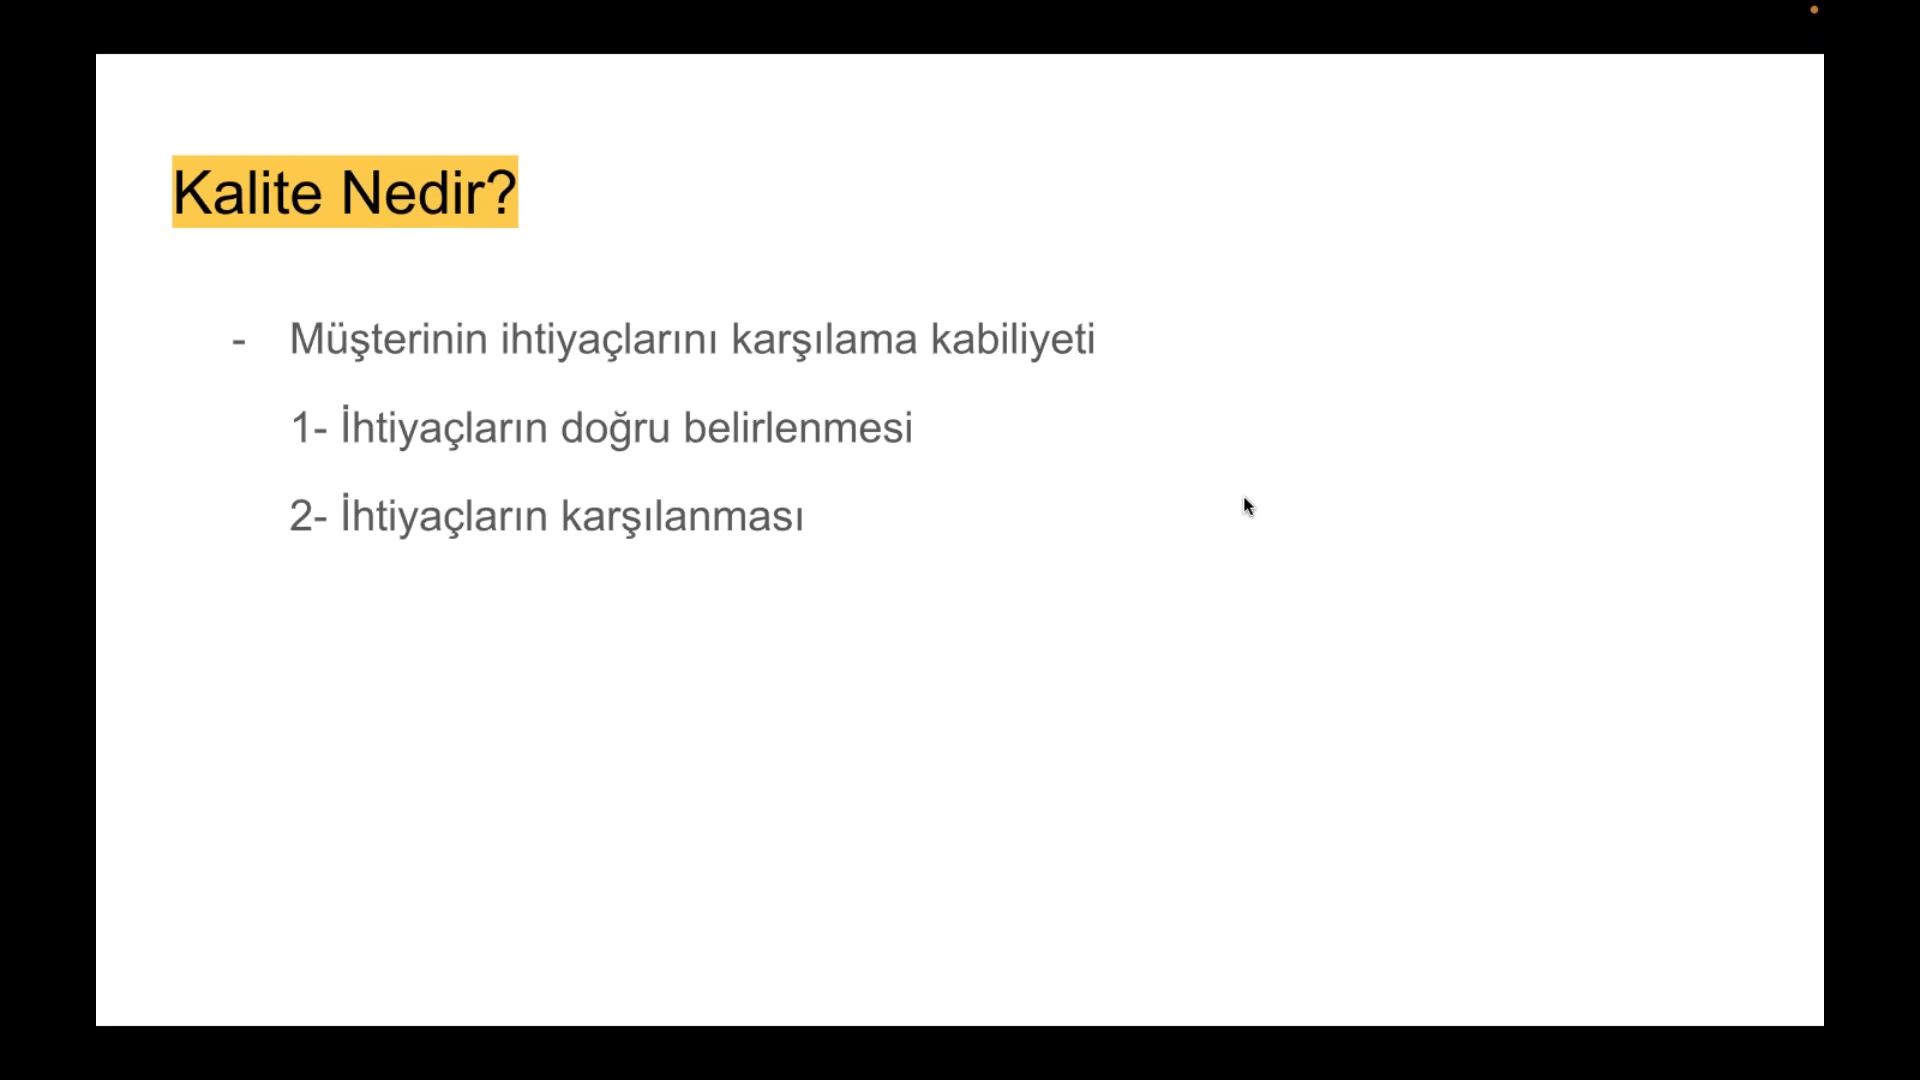 Kalite Nedir?
- Müşterinin ihtiyaçlarını karşılama kabiliyeti
1- İhtiyaçların doğru belirlenmesi
2- İhtiyaçların karşılanması